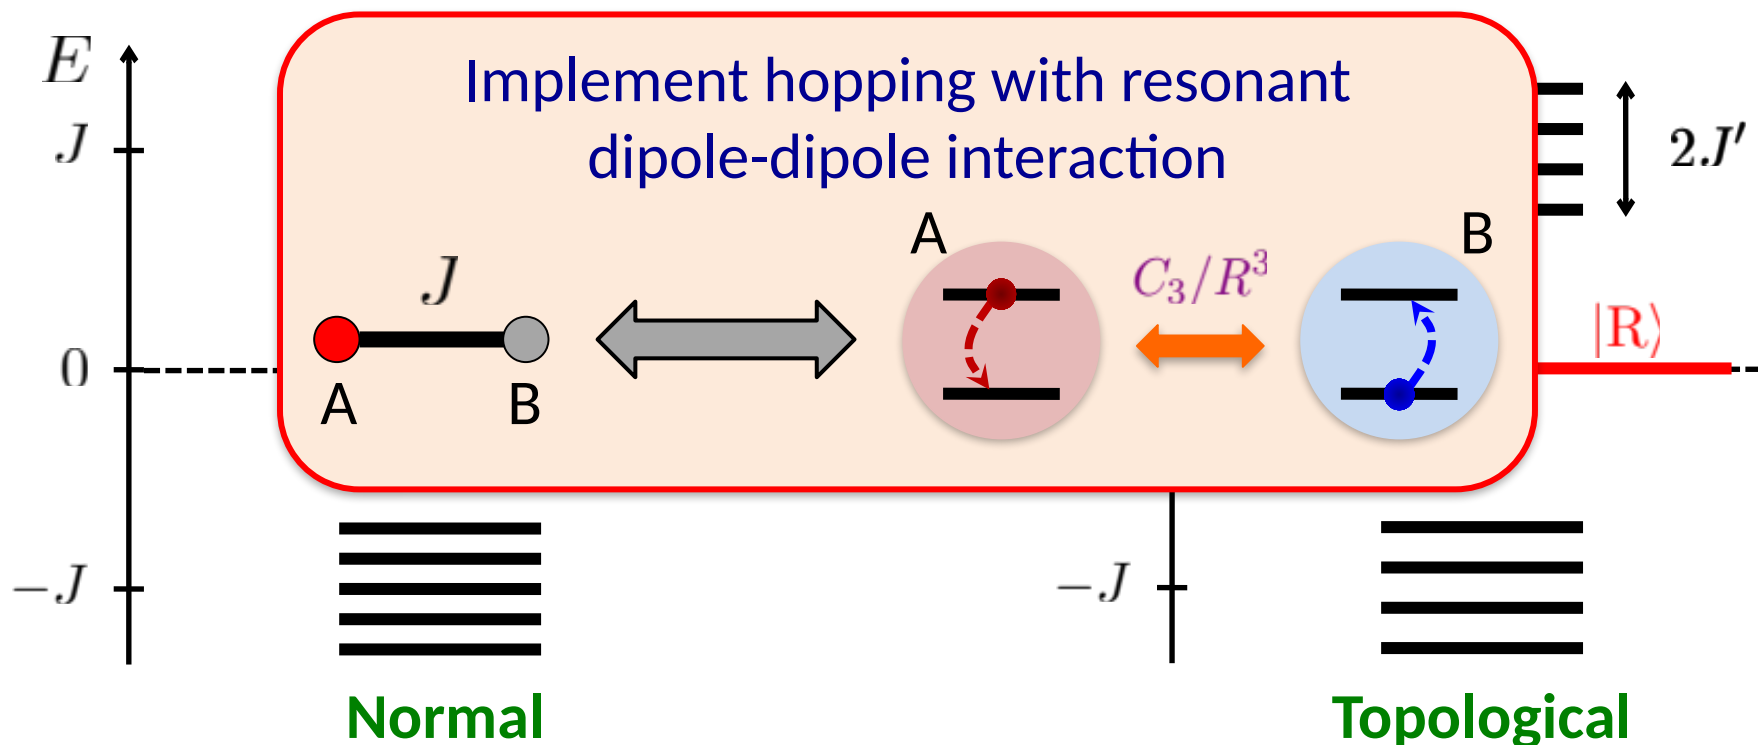 E
Implement hopping with resonant
dipole-dipole interaction
J
2J′
A
B
J
C₃/R³
|R⟩
0
A
B
−J
−J
Normal
Topological